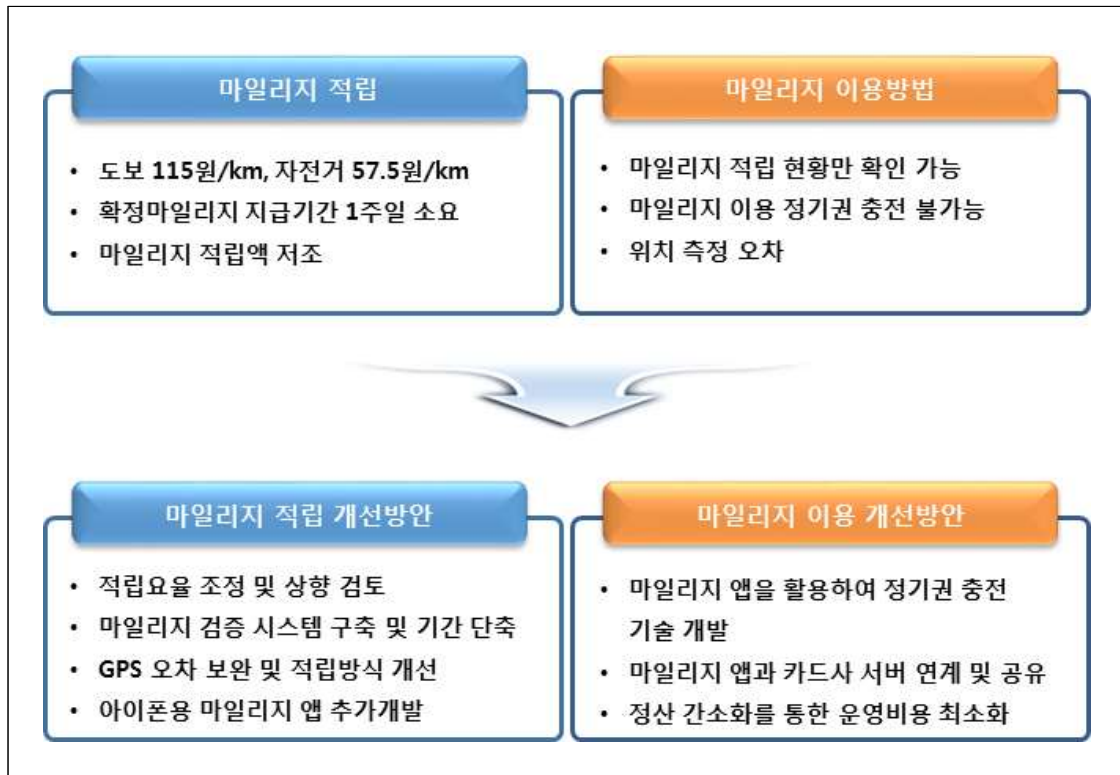 마일리지 적립
• 도보 115원/km, 자전거 57.5원/km
• 확정마일리지 지급기간 1주일 소요
• 마일리지 적립액 저조
마일리지 이용방법
• 마일리지 적립 현황만 확인 가능
• 마일리지 이용 정기권 충전 불가능
• 위치 측정 오차
마일리지 적립 개선방안
• 적립요율 조정 및 상향 검토
• 마일리지 검증 시스템 구축 및 기간 단축
• GPS 오차 보완 및 적립방식 개선
• 아이폰용 마일리지 앱 추가개발
마일리지 이용 개선방안
• 마일리지 앱을 활용하여 정기권 충전
기술 개발
• 마일리지 앱과 카드사 서버 연계 및 공유
• 정산 간소화를 통한 운영비용 최소화